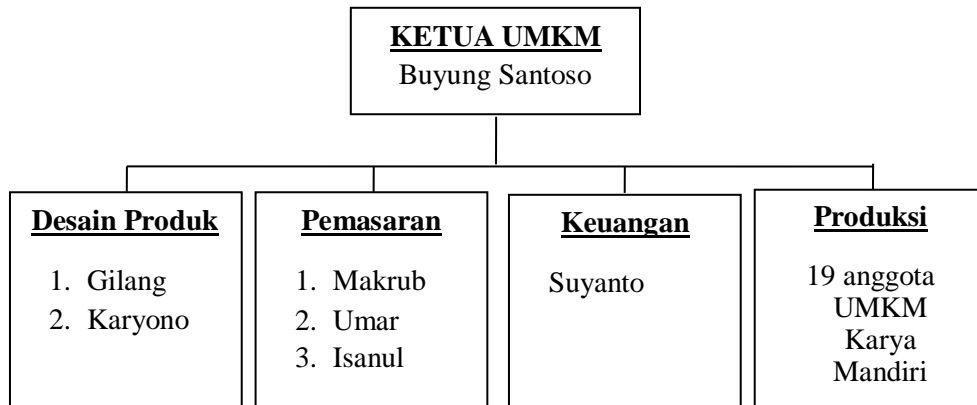 KETUA UMKM
Buyung Santoso
Desain Produk
1. Gilang
2. Karyono
Pemasaran
1. Makrub
2. Umar
3. Isanul
Keuangan
Suyanto
Produksi
19 anggota
UMKM
Karya
Mandiri